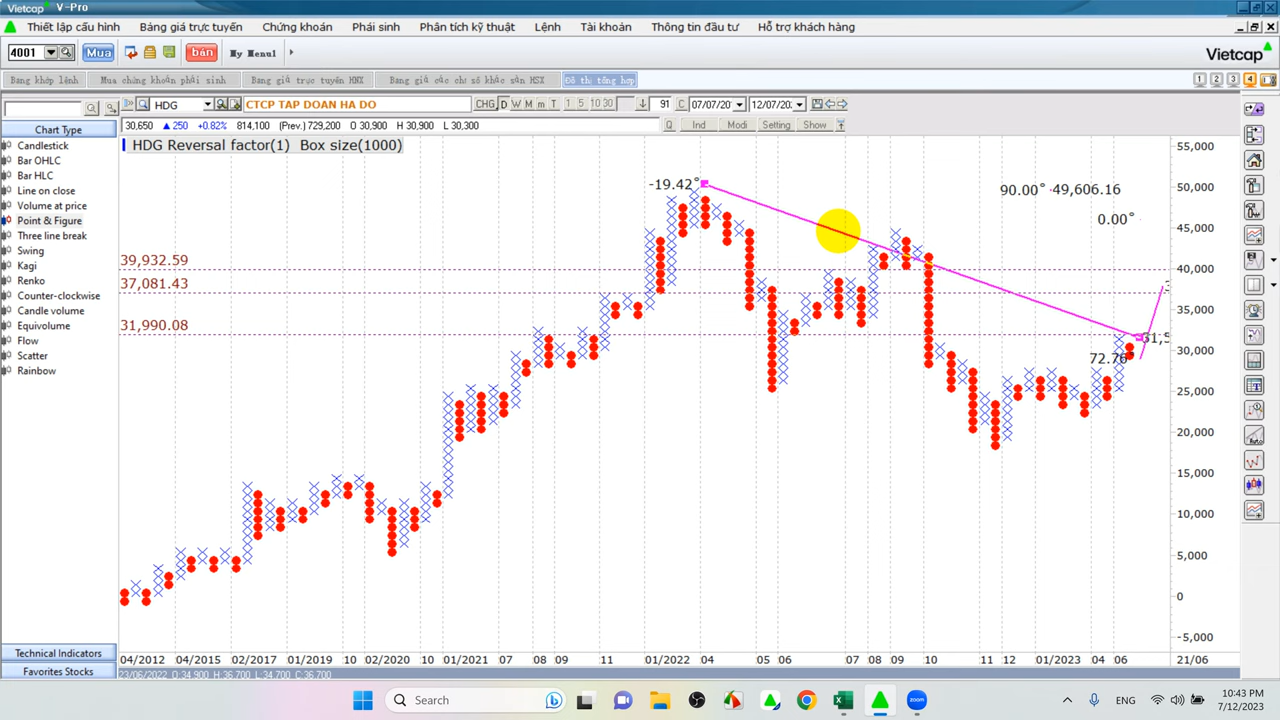 Vietcap V-Pro
Thiết lập cấu hình Bảng giá trực tuyến Chứng khoán Phái sinh Phân tích kỹ thuật Lệnh Tài khoản Thông tin đầu tư Hỗ trợ khách hàng
4001 Mua bán My Menu1 Vietcap
Bảng khớp lệnh Mua chứng khoán phái sinh Bảng giá trực tuyến HNX Bảng giá các chỉ số khác sàn HSX Đồ thị tổng hợp 1 2 3 4
HDG CTCP TAP DOAN HA DO CHG D W M m T 1 5 10 30 91 C 07/07/20 12/07/20
Chart Type 30,650 ▲ 250 +0.82% 814,100 (Prev.) 729,200 O 30,900 H 30,900 L 30,300 Q Ind Modi Setting Show
HDG Reversal factor(1) Box size(1000)
Candlestick
Bar OHLC
Bar HLC
Line on close
Volume at price
Point & Figure
Three line break
Swing
Kagi
Renko
Counter-clockwise
Candle volume
Equivolume
Flow
Scatter
Rainbow
Technical Indicators
Favorites Stocks
-19.42°
90.00° 49,606.16
0.00°
39,932.59
37,081.43
31,990.08
72.76
55,000
50,000
45,000
40,000
35,000
30,000
25,000
20,000
15,000
10,000
5,000
0
-5,000
04/2012 04/2015 02/2017 01/2019 10 02/2020 10 01/2021 07 08 09 11 01/2022 04 05 06 07 08 09 10 11 12 01/2023 04 06 21/06
23/06/2022 O:34,900 H:36,700 L:34,700 C:36,700
Search ENG 10:43 PM
7/12/2023